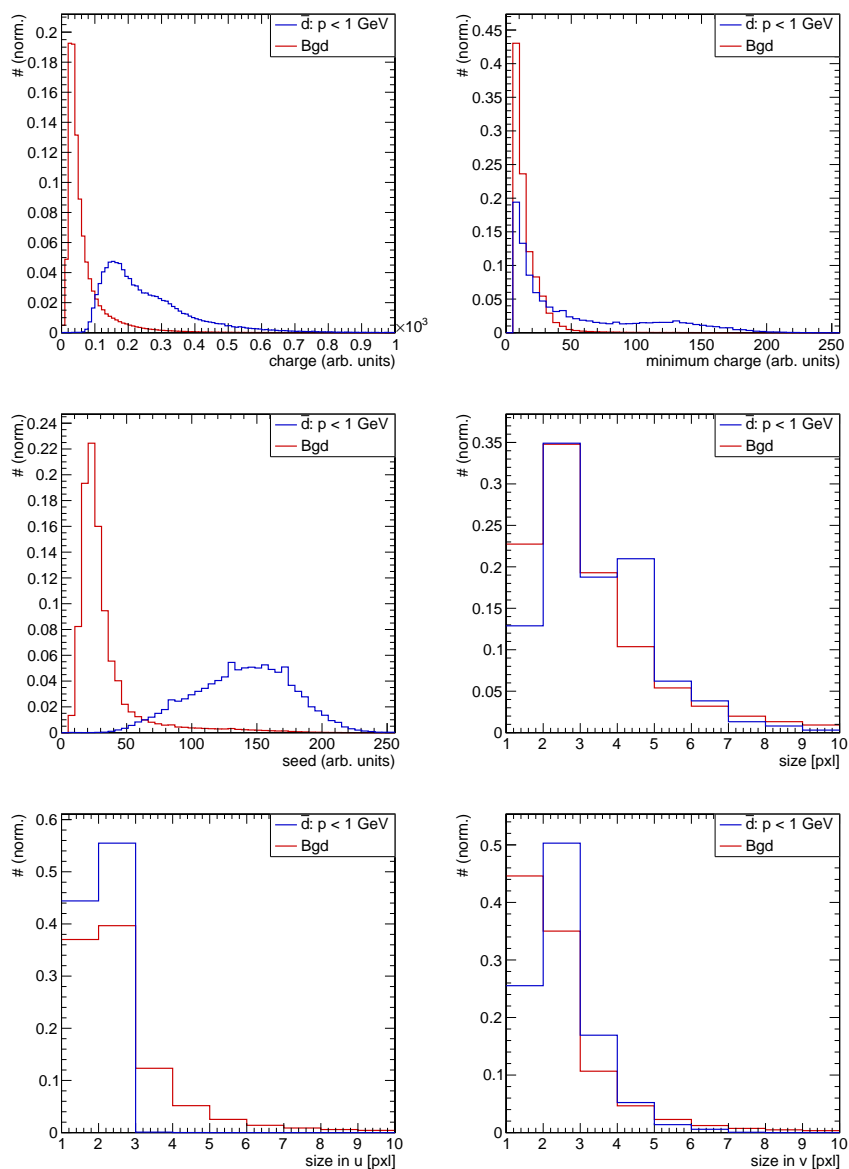 # (norm.)
0.2
0.18
0.16
0.14
0.12
0.1
0.08
0.06
0.04
0.02
0
d̄: p < 1 GeV
Bgd
0 0.1 0.2 0.3 0.4 0.5 0.6 0.7 0.8 0.9 1
×10³
charge (arb. units)
# (norm.)
0.45
0.4
0.35
0.3
0.25
0.2
0.15
0.1
0.05
0
d̄: p < 1 GeV
Bgd
0 50 100 150 200 250
minimum charge (arb. units)
# (norm.)
0.24
0.22
0.2
0.18
0.16
0.14
0.12
0.1
0.08
0.06
0.04
0.02
0
d̄: p < 1 GeV
Bgd
0 50 100 150 200 250
seed (arb. units)
# (norm.)
0.35
0.3
0.25
0.2
0.15
0.1
0.05
0
d̄: p < 1 GeV
Bgd
1 2 3 4 5 6 7 8 9 10
size [pxl]
# (norm.)
0.6
0.5
0.4
0.3
0.2
0.1
0
d̄: p < 1 GeV
Bgd
1 2 3 4 5 6 7 8 9 10
size in u [pxl]
# (norm.)
0.5
0.4
0.3
0.2
0.1
0
d̄: p < 1 GeV
Bgd
1 2 3 4 5 6 7 8 9 10
size in v [pxl]